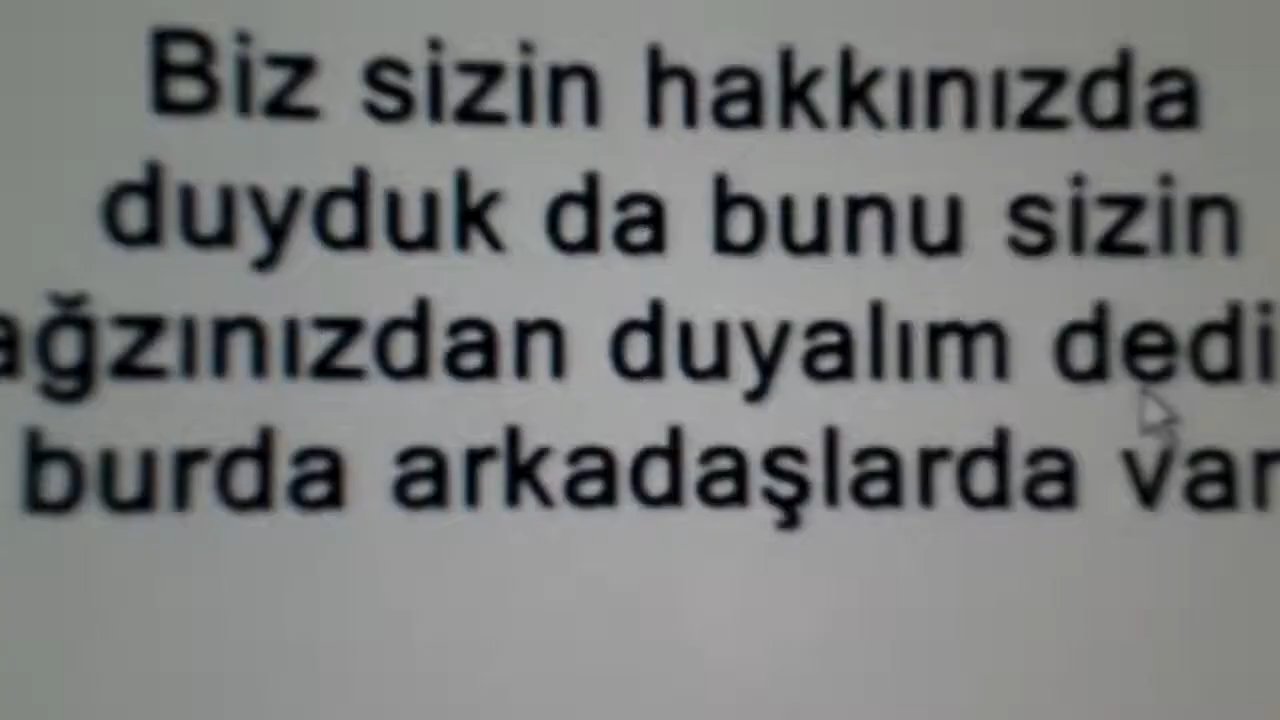 Biz sizin hakkınızda
duyduk da bunu sizin
ağzınızdan duyalım dedi
burda arkadaşlarda var